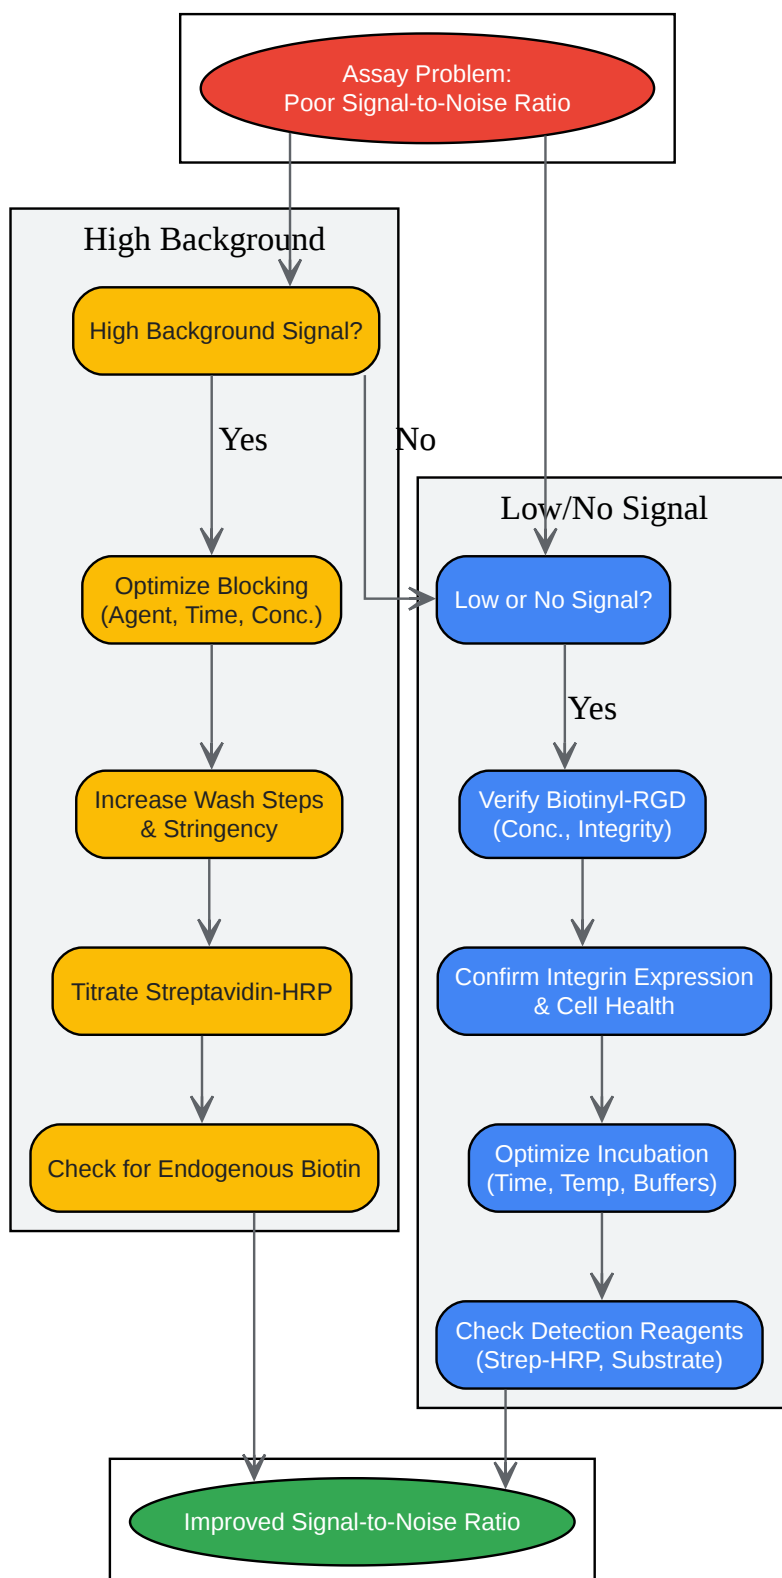 Assay Problem:
Poor Signal-to-Noise Ratio
High Background
High Background Signal?
Yes
No
Optimize Blocking
(Agent, Time, Conc.)
Increase Wash Steps
& Stringency
Titrate Streptavidin-HRP
Check for Endogenous Biotin
Low/No Signal
Low or No Signal?
Yes
Verify Biotinyl-RGD
(Conc., Integrity)
Confirm Integrin Expression
& Cell Health
Optimize Incubation
(Time, Temp, Buffers)
Check Detection Reagents
(Strep-HRP, Substrate)
Improved Signal-to-Noise Ratio